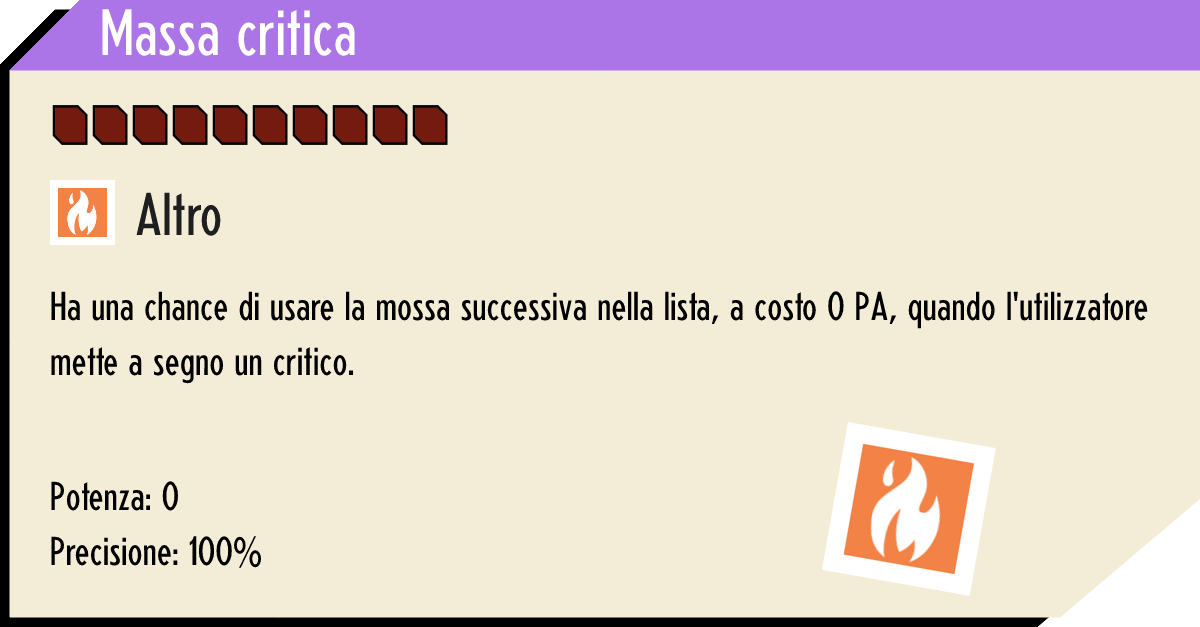 Massa critica
Altro
Ha una chance di usare la mossa successiva nella lista, a costo 0 PA, quando l'utilizzatore
mette a segno un critico.
Potenza: 0
Precisione: 100%